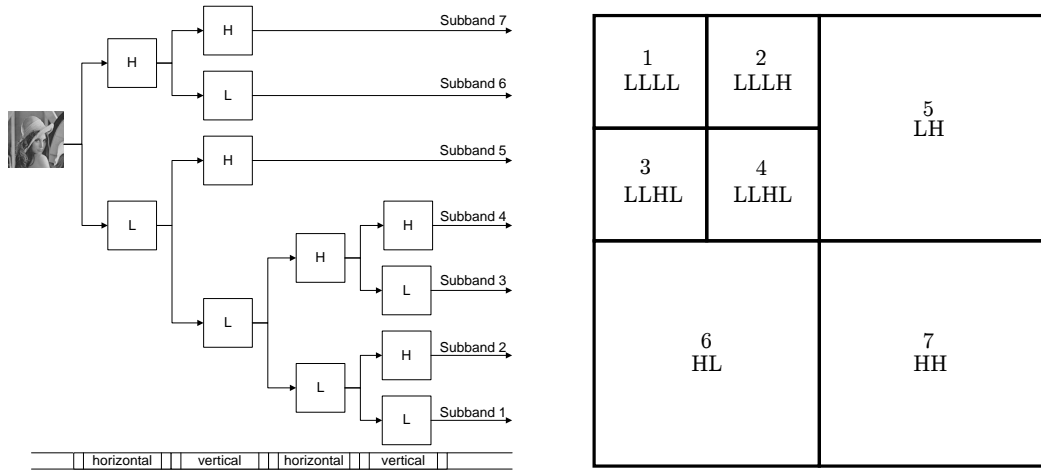 Subband 7
H
H
Subband 6
L
Subband 5
H
L
Subband 4
H
H
Subband 3
L
L
Subband 2
H
L
Subband 1
L
horizontal vertical horizontal vertical
1
LLLL
2
LLLH
5
LH
3
LLHL
4
LLHL
6
HL
7
HH